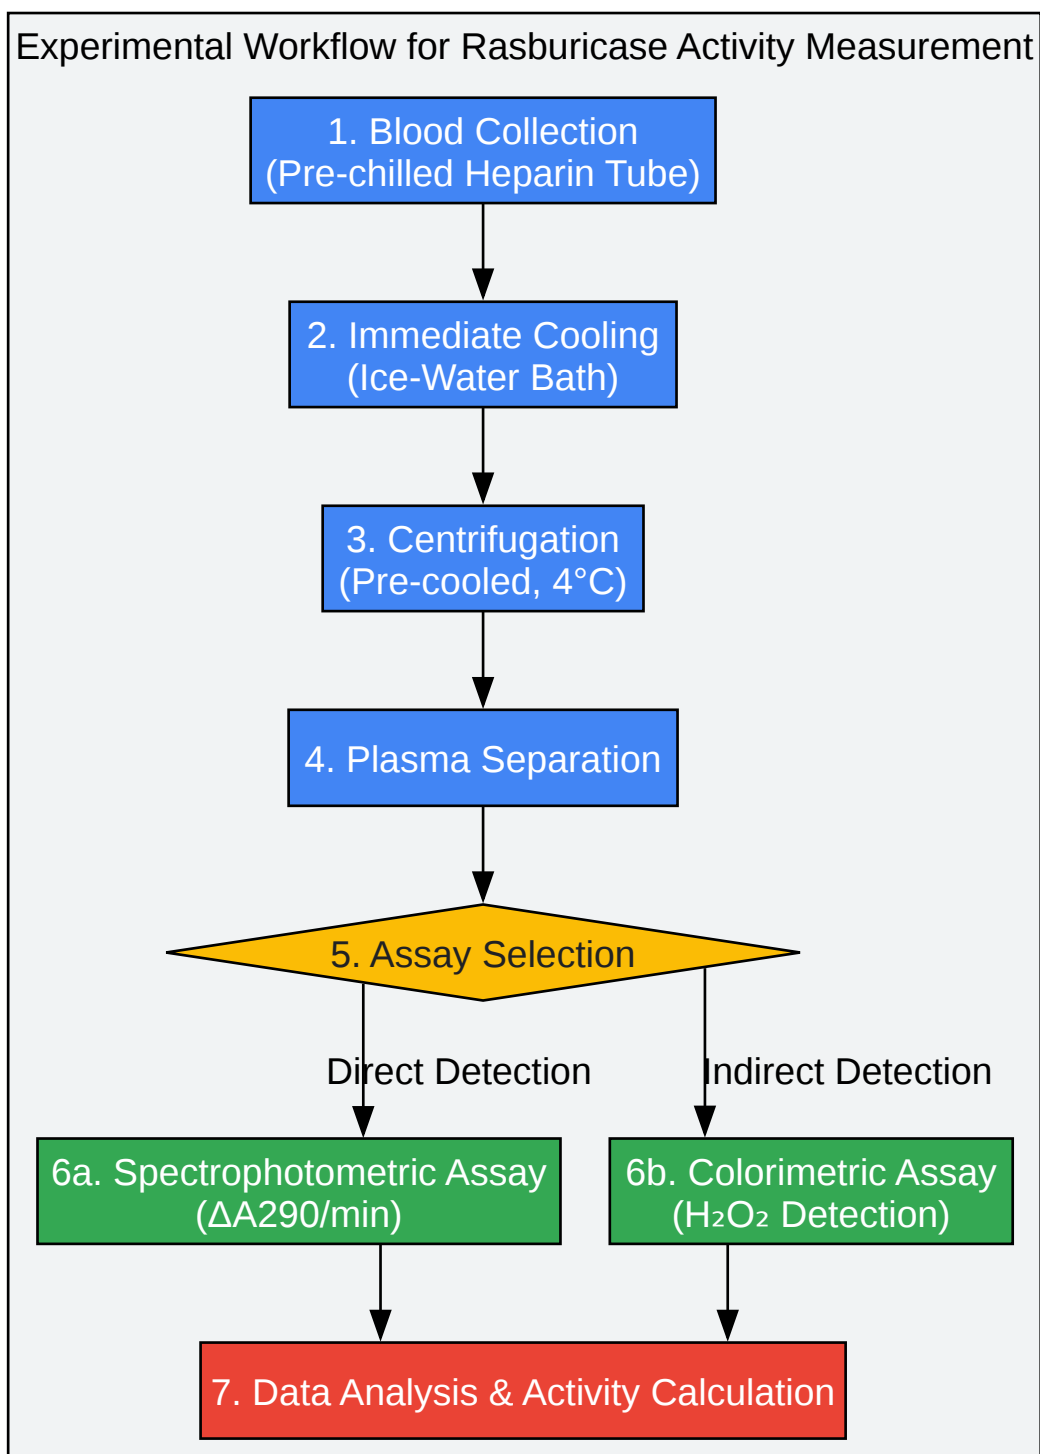 Experimental Workflow for Rasburicase Activity Measurement
1. Blood Collection
(Pre-chilled Heparin Tube)
2. Immediate Cooling
(Ice-Water Bath)
3. Centrifugation
(Pre-cooled, 4°C)
4. Plasma Separation
5. Assay Selection
Direct Detection
Indirect Detection
6a. Spectrophotometric Assay
(ΔA290/min)
6b. Colorimetric Assay
(H₂O₂ Detection)
7. Data Analysis & Activity Calculation